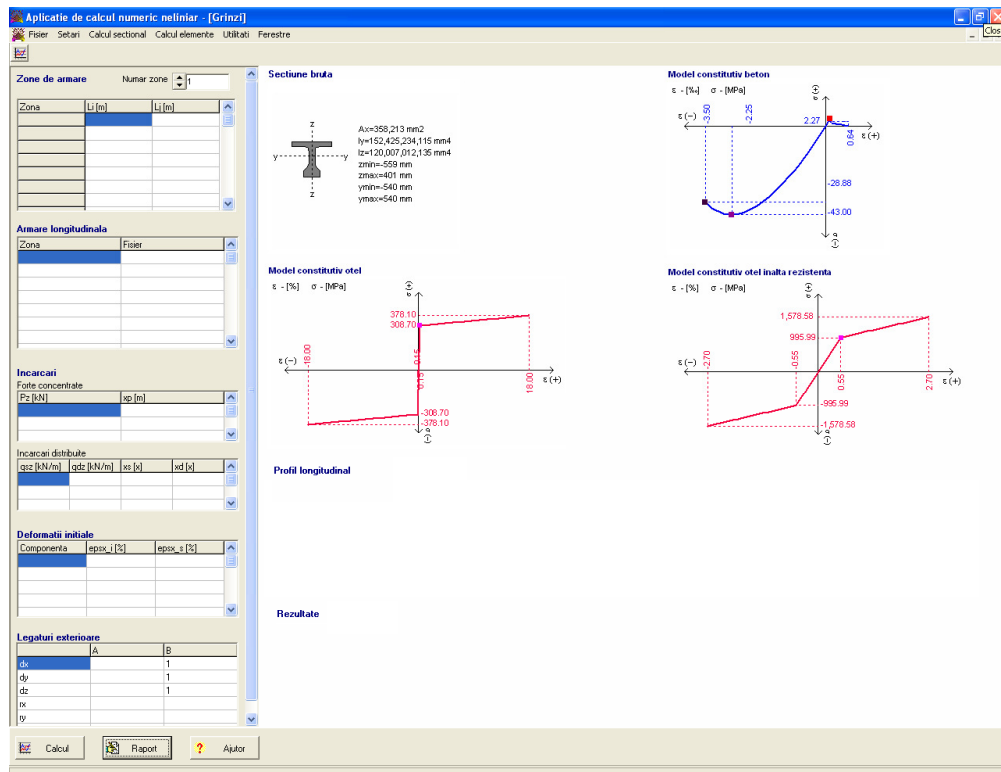 Aplicatie de calcul numeric neliniar - [Grinzi]
Clos
Fisier Setari Calcul sectional Calcul elemente Utilitati Ferestre
Zone de armare
Numar zone 1
Zona Li [m] Lj [m]
Armare longitudinala
Zona Fisier
Incarcari
Forte concentrate
Pz [kN] xp [m]
Incarcari distribuite
qsz [kN/m] qdz [kN/m] xs [x] xd [x]
Deformatii initiale
Componenta epsx_i [%] epsx_s [%]
Legaturi exterioare
A B
dx 1
dy 1
dz 1
rx
ry
Calcul Raport ? Ajutor
Sectiune bruta
z
y y
z
Ax=358,213 mm2
Iy=152,425,234,115 mm4
Iz=120,007,012,135 mm4
zmin=-559 mm
zmax=401 mm
ymin=-540 mm
ymax=540 mm
Model constitutiv beton
ε - [‰] σ - [MPa]
σ (+)
ε (−) -3.50 -2.25 2.27 0.64 ε (+)
-28.88
-43.00
σ (−)
Model constitutiv otel
ε - [%] σ - [MPa]
σ (+)
378.10
308.70
ε (−) -18.00 -0.15 0.15 18.00 ε (+)
-308.70
-378.10
σ (−)
Model constitutiv otel inalta rezistenta
ε - [%] σ - [MPa]
σ (+)
1,578.58
995.99
ε (−) -2.70 -0.55 0.55 2.70 ε (+)
-995.99
-1,578.58
σ (−)
Profil longitudinal
Rezultate